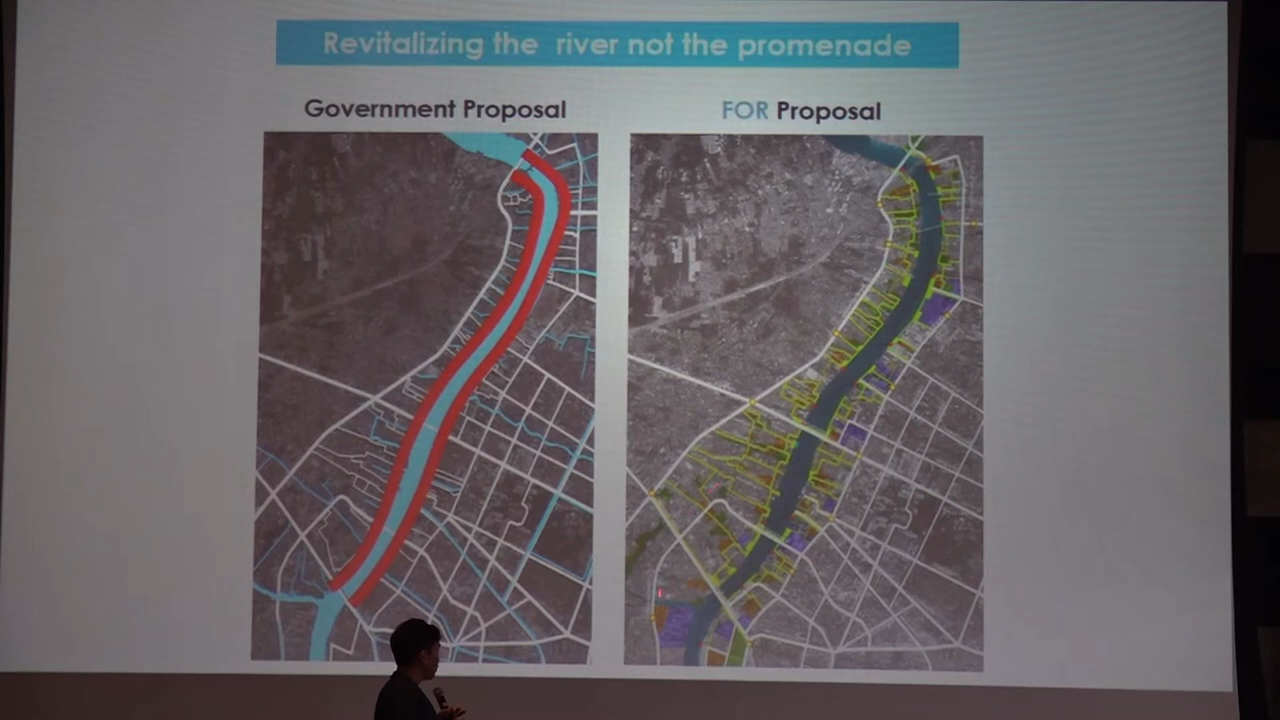 Revitalizing the river not the promenade
Government Proposal
FOR Proposal